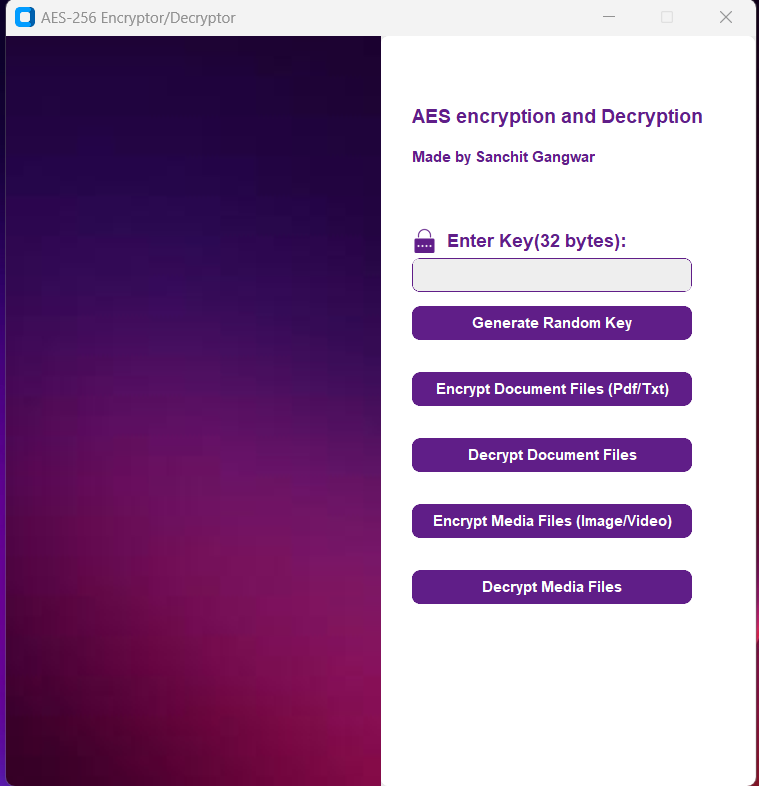 AES-256 Encryptor/Decryptor
AES encryption and Decryption
Made by Sanchit Gangwar
Enter Key(32 bytes):
Generate Random Key
Encrypt Document Files (Pdf/Txt)
Decrypt Document Files
Encrypt Media Files (Image/Video)
Decrypt Media Files